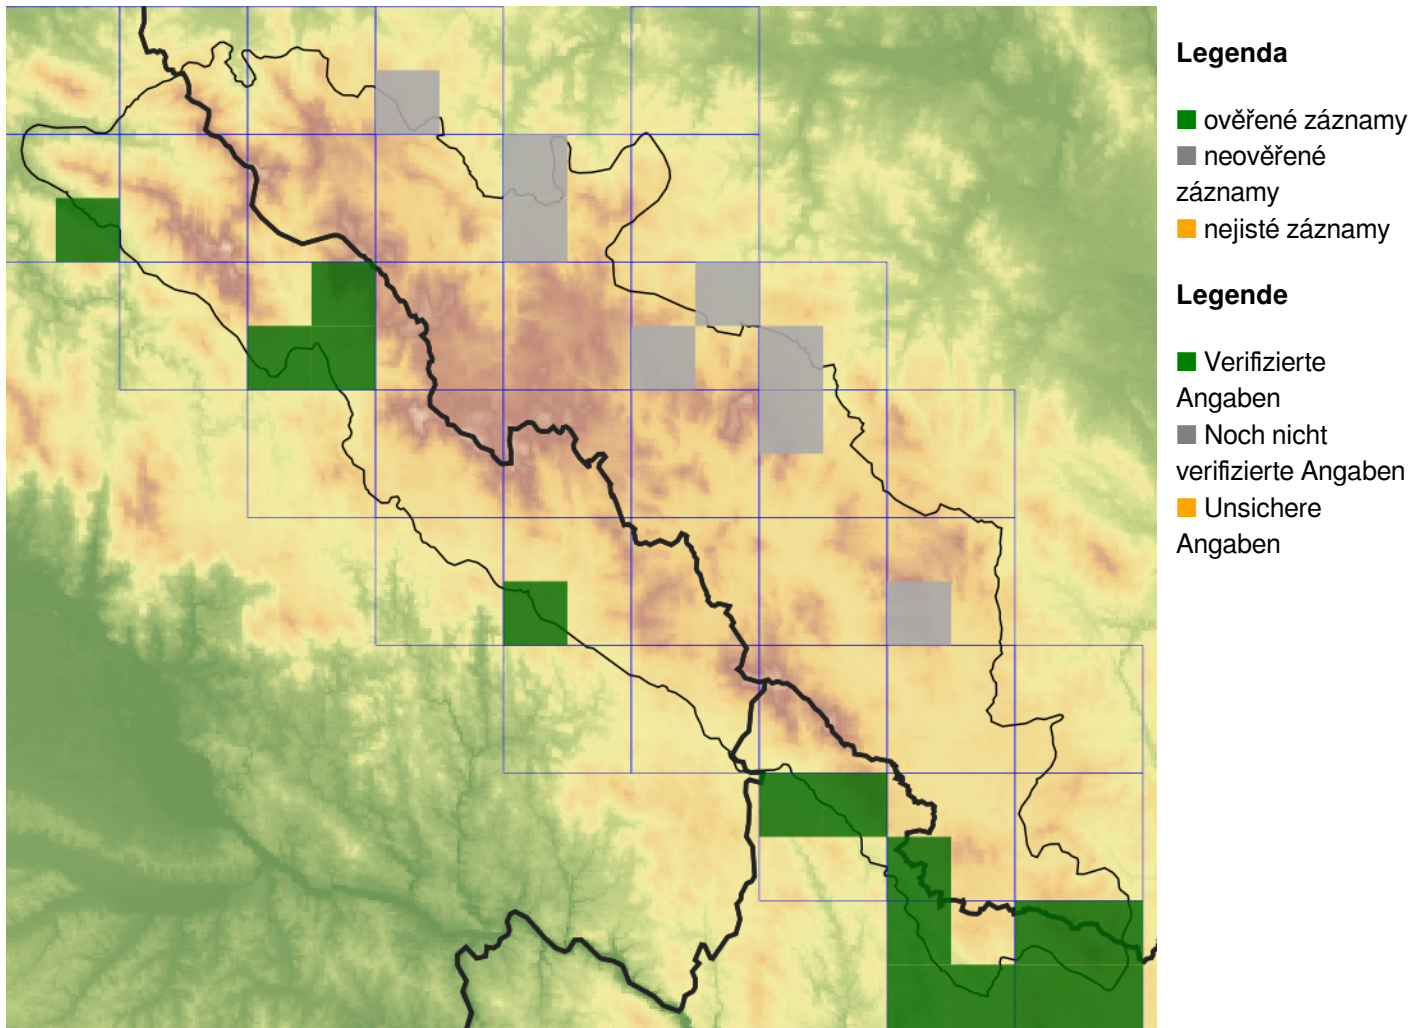 Legenda
ověřené záznamy
neověřené
záznamy
nejisté záznamy
Legende
Verifizierte
Angaben
Noch nicht
verifizierte Angaben
Unsichere
Angaben